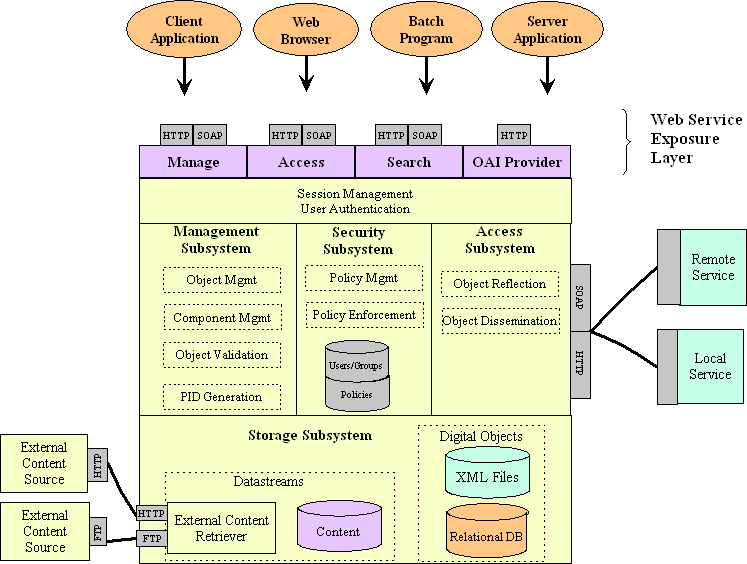 Client
Application
Web
Browser
Batch
Program
Server
Application
HTTP SOAP
HTTP SOAP
HTTP SOAP
HTTP
Manage
Access
Search
OAI Provider
Web Service
Exposure
Layer
Session Management
User Authentication
Management
Subsystem
Security
Subsystem
Access
Subsystem
Object Mgmt
Component Mgmt
Object Validation
PID Generation
Policy Mgmt
Policy Enforcement
Users/Groups
Policies
Object Reflection
Object Dissemination
SOAP
HTTP
Remote
Service
Local
Service
Storage Subsystem
Datastreams
External Content
Retriever
Content
Digital Objects
XML Files
Relational DB
HTTP
FTP
External
Content
Source
HTTP
External
Content
Source
FTP